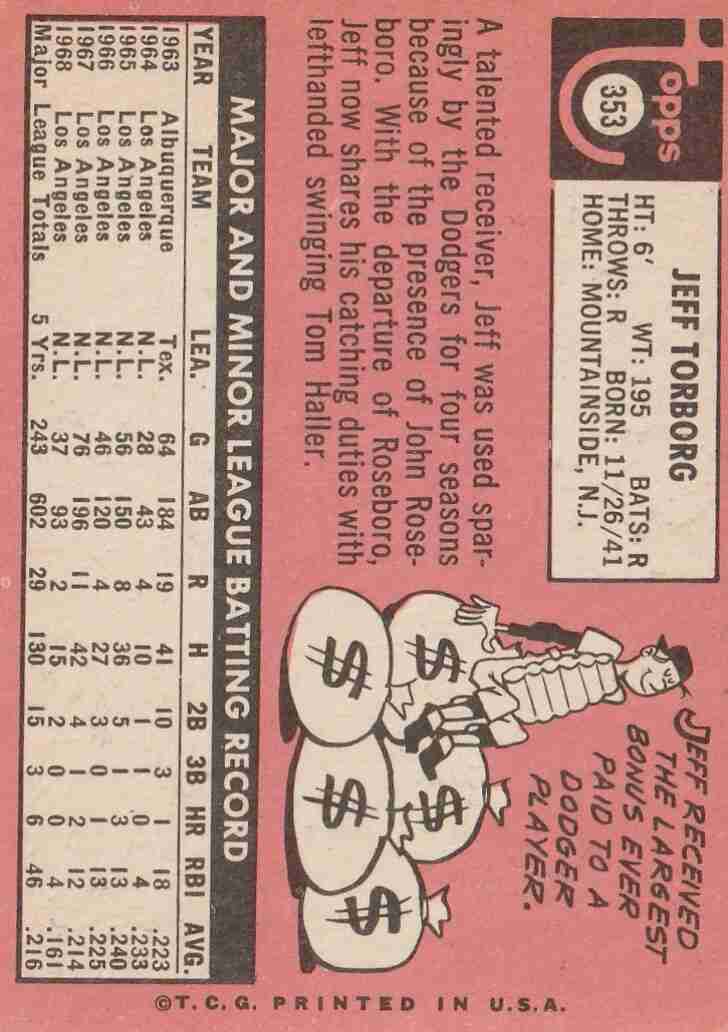 Topps
353
JEFF TORBORG
HT: 6' WT: 195 BATS: R
THROWS: R BORN: 11/26/41
HOME: MOUNTAINSIDE, N.J.
A talented receiver, Jeff was used spar-
ingly by the Dodgers for four seasons
because of the presence of John Rose-
boro. With the departure of Roseboro,
Jeff now shares his catching duties with
lefthanded swinging Tom Haller.
JEFF RECEIVED
THE LARGEST
BONUS EVER
PAID TO A
DODGER
PLAYER.
$ $
$ $ $
MAJOR AND MINOR LEAGUE BATTING RECORD
YEAR TEAM LEA. G AB R H 2B 3B HR RBI AVG.
1963 Albuquerque Tex. 64 184 19 41 10 3 1 18 .223
1964 Los Angeles N.L. 28 43 4 10 1 1 0 4 .233
1965 Los Angeles N.L. 56 150 8 36 5 1 3 13 .240
1966 Los Angeles N.L. 46 120 4 27 3 0 1 13 .225
1967 Los Angeles N.L. 76 196 11 42 4 1 2 12 .214
1968 Los Angeles N.L. 37 93 2 15 2 0 0 4 .161
Major League Totals 5 Yrs. 243 602 29 130 15 3 6 46 .216
©T.C.G. PRINTED IN U.S.A.